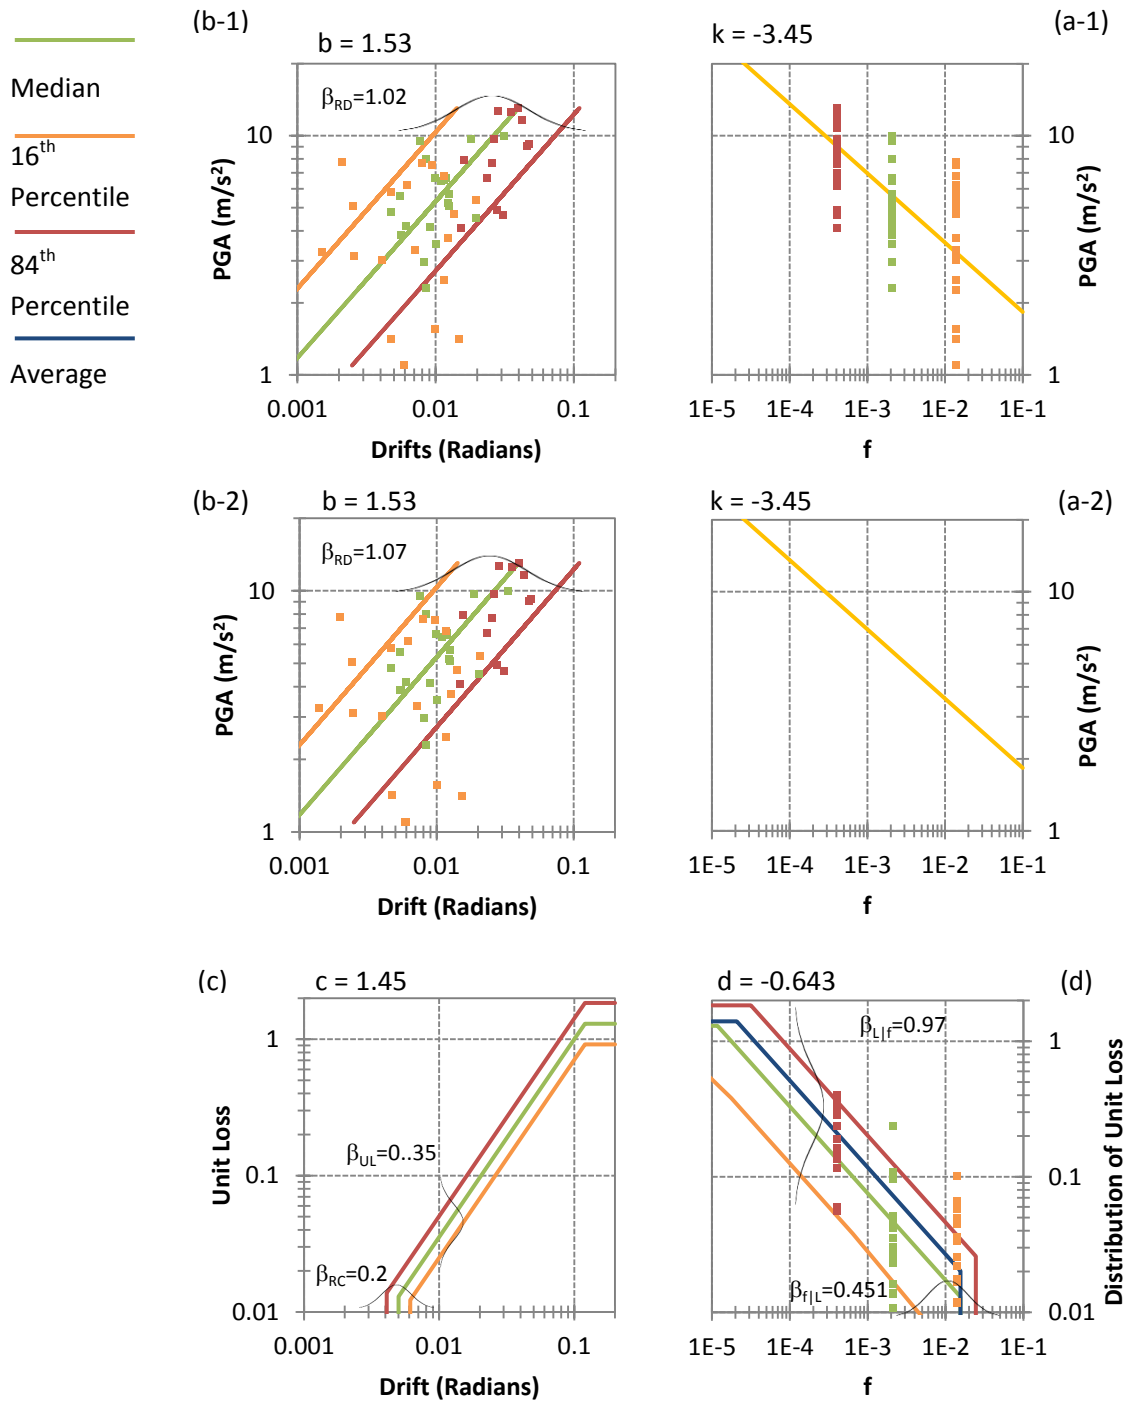 Median
16th
Percentile
84th
Percentile
Average
(b-1)
b = 1.53
βRD=1.02
10
1
PGA (m/s²)
0.001
0.01
0.1
Drifts (Radians)
k = -3.45
(a-1)
10
1
PGA (m/s²)
1E-5
1E-4
1E-3
1E-2
1E-1
f
(b-2)
b = 1.53
βRD=1.07
10
1
PGA (m/s²)
0.001
0.01
0.1
Drift (Radians)
k = -3.45
(a-2)
10
1
PGA (m/s²)
1E-5
1E-4
1E-3
1E-2
1E-1
f
(c)
c = 1.45
1
0.1
0.01
βUL=0..35
βRC=0.2
Unit Loss
0.001
0.01
0.1
Drift (Radians)
d = -0.643
(d)
βL|f=0.97
βf|L=0.451
1
0.1
0.01
Distribution of Unit Loss
1E-5
1E-4
1E-3
1E-2
1E-1
f